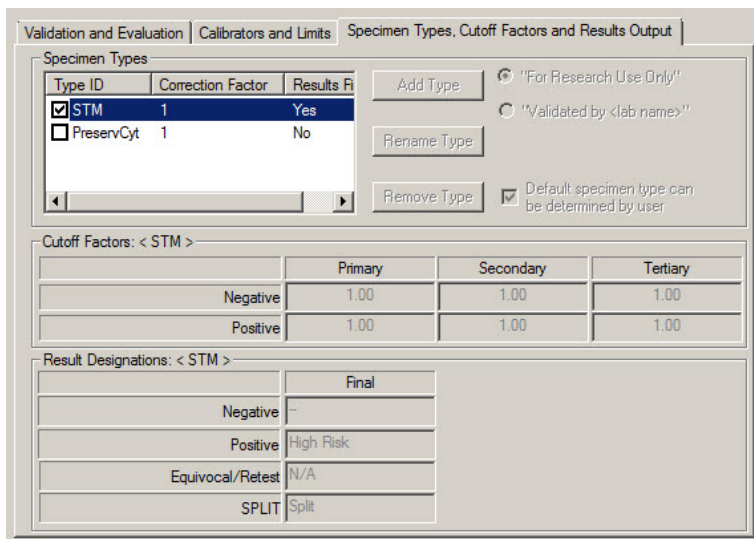 Validation and Evaluation Calibrators and Limits Specimen Types, Cutoff Factors and Results Output
Specimen Types
Type ID Correction Factor Results Fi
STM 1 Yes
PreservCyt 1 No
Add Type
Rename Type
Remove Type
"For Research Use Only"
"Validated by <lab name>"
Default specimen type can
be determined by user
Cutoff Factors: < STM >
Primary Secondary Tertiary
Negative 1.00 1.00 1.00
Positive 1.00 1.00 1.00
Result Designations: < STM >
Final
Negative --
Positive High Risk
Equivocal/Retest N/A
SPLIT Split